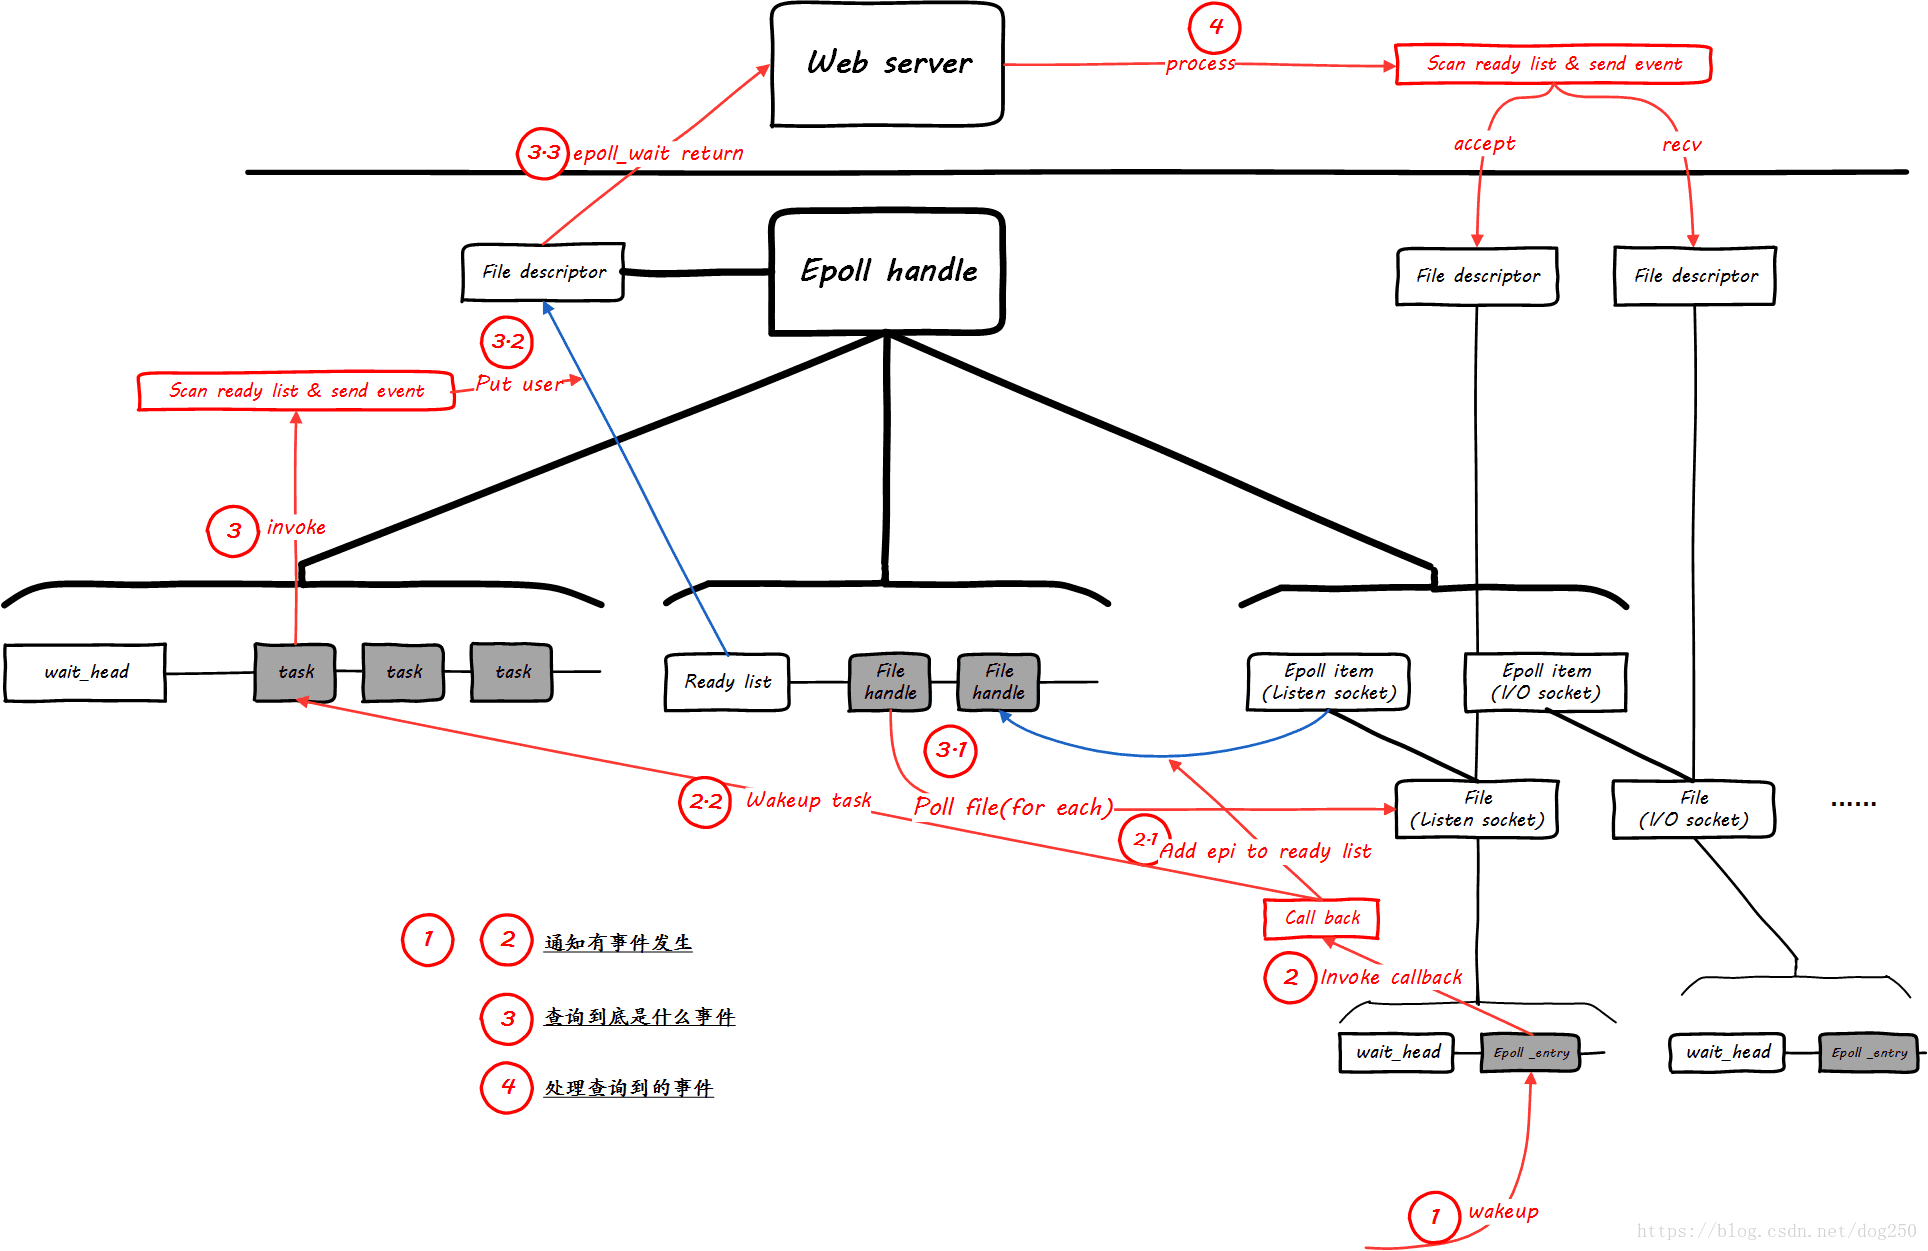 4
Web server
process
Scan ready list & send event
3.3
epoll_wait return
accept
recv
File descriptor
Epoll handle
File descriptor
File descriptor
3.2
Put user
Scan ready list & send event
3
invoke
wait_head
task
task
task
Ready list
File
handle
File
handle
Epoll item
(Listen socket)
Epoll item
(I/O socket)
3.1
2.2
Wakeup task
Poll file(for each)
File
(Listen socket)
File
(I/O socket)
......
2.1
Add epi to ready list
Call back
1
2
通知有事件发生
2
Invoke callback
3
查询到底是什么事件
wait_head
Epoll _entry
wait_head
Epoll _entry
4
处理查询到的事件
1
wakeup
https://blog.csdn.net/dog250